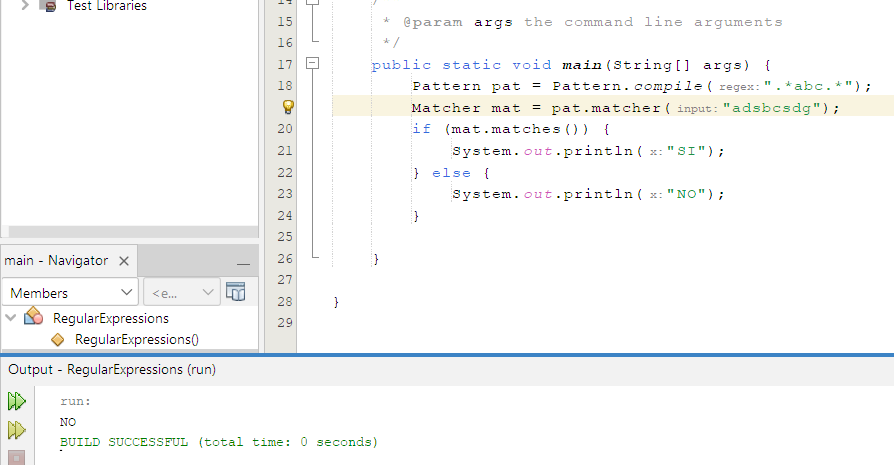 Test Libraries
main - Navigator
Members
<e...
RegularExpressions
RegularExpressions()
15 * @param args the command line arguments
16 */
17 public static void main(String[] args) {
18 Pattern pat = Pattern.compile( regex: ".*abc.*");
Matcher mat = pat.matcher( input: "adsbcsdg");
20 if (mat.matches()) {
21 System.out.println( x: "SI");
22 } else {
23 System.out.println( x: "NO");
24 }
25
26 }
27
28 }
29
Output - RegularExpressions (run)
run:
NO
BUILD SUCCESSFUL (total time: 0 seconds)